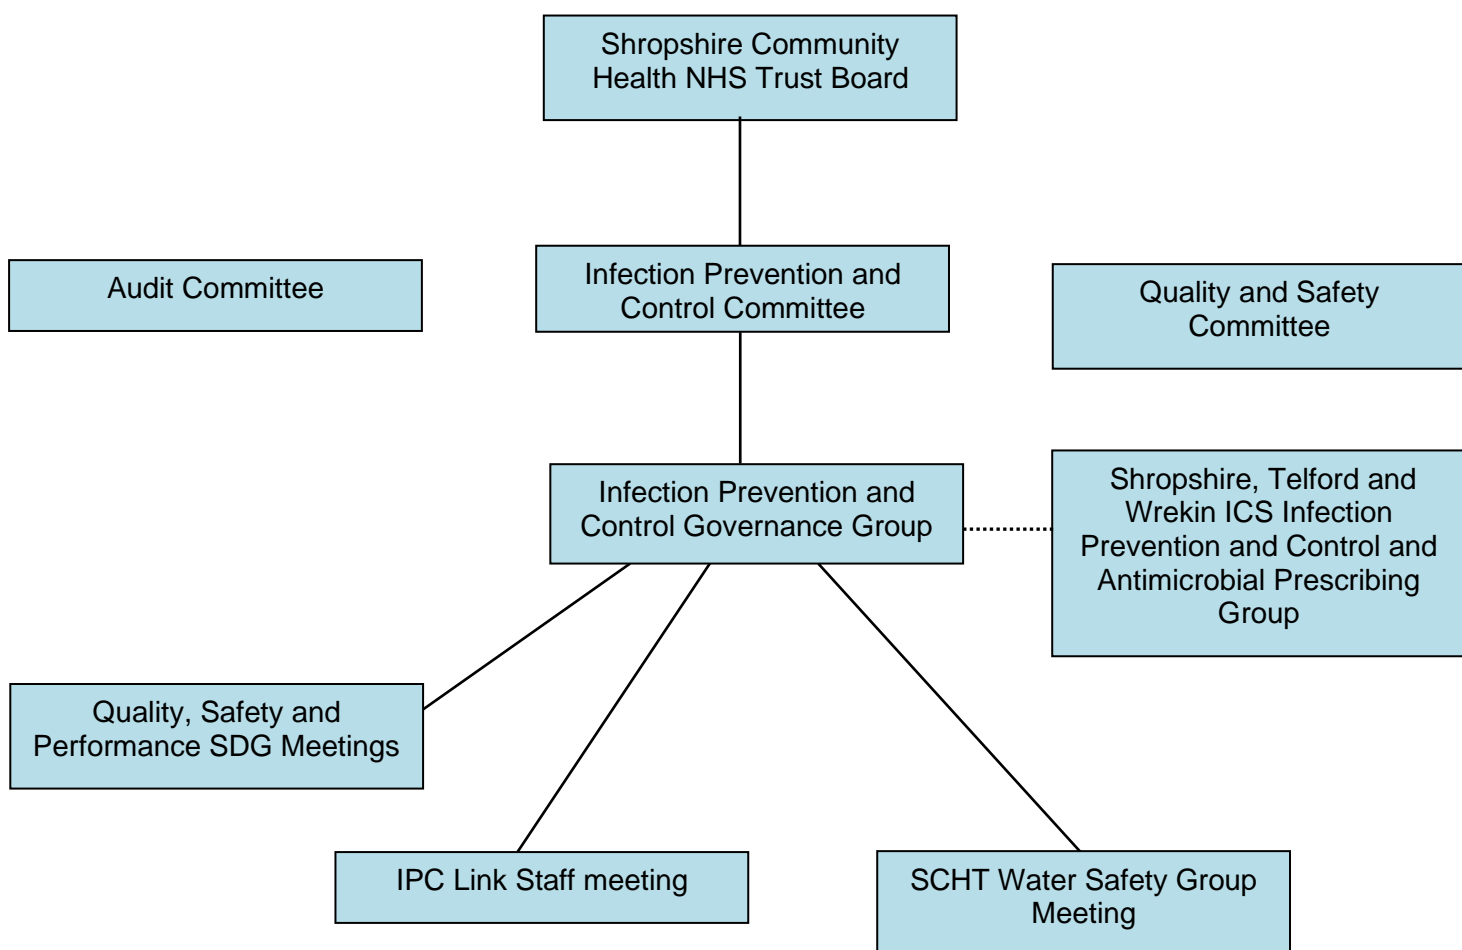 Shropshire Community
Health NHS Trust Board
Audit Committee
Infection Prevention and
Control Committee
Quality and Safety
Committee
Infection Prevention and
Control Governance Group
Shropshire, Telford and
Wrekin ICS Infection
Prevention and Control and
Antimicrobial Prescribing
Group
Quality, Safety and
Performance SDG Meetings
IPC Link Staff meeting
SCHT Water Safety Group
Meeting